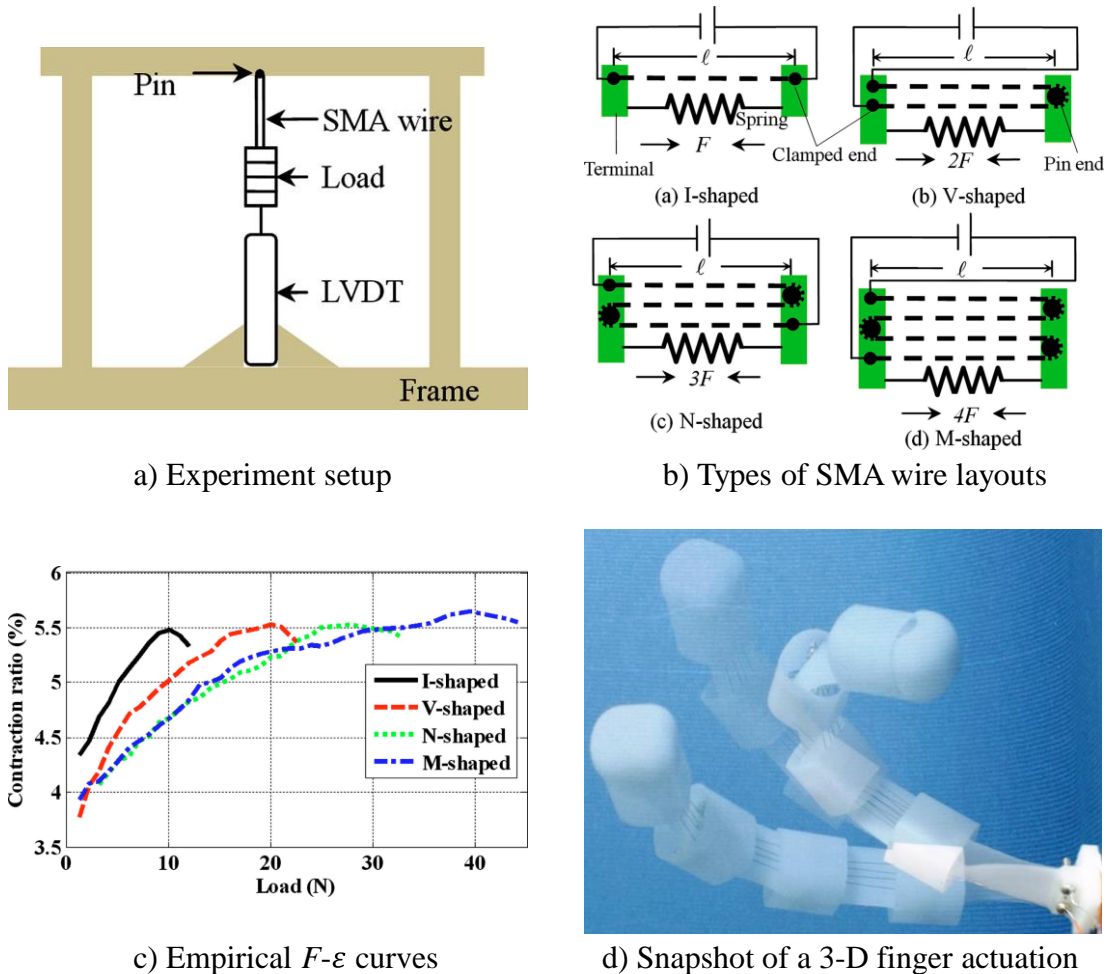 Pin
SMA wire
Load
LVDT
Frame
a) Experiment setup
ℓ
Spring
F
Terminal
Clamped end
(a) I-shaped
ℓ
2F
Pin end
(b) V-shaped
ℓ
3F
(c) N-shaped
ℓ
4F
(d) M-shaped
b) Types of SMA wire layouts
Contraction ratio (%)
6
5.5
5
4.5
4
3.5
0 10 20 30 40
Load (N)
I-shaped
V-shaped
N-shaped
M-shaped
c) Empirical F-ε curves
d) Snapshot of a 3-D finger actuation